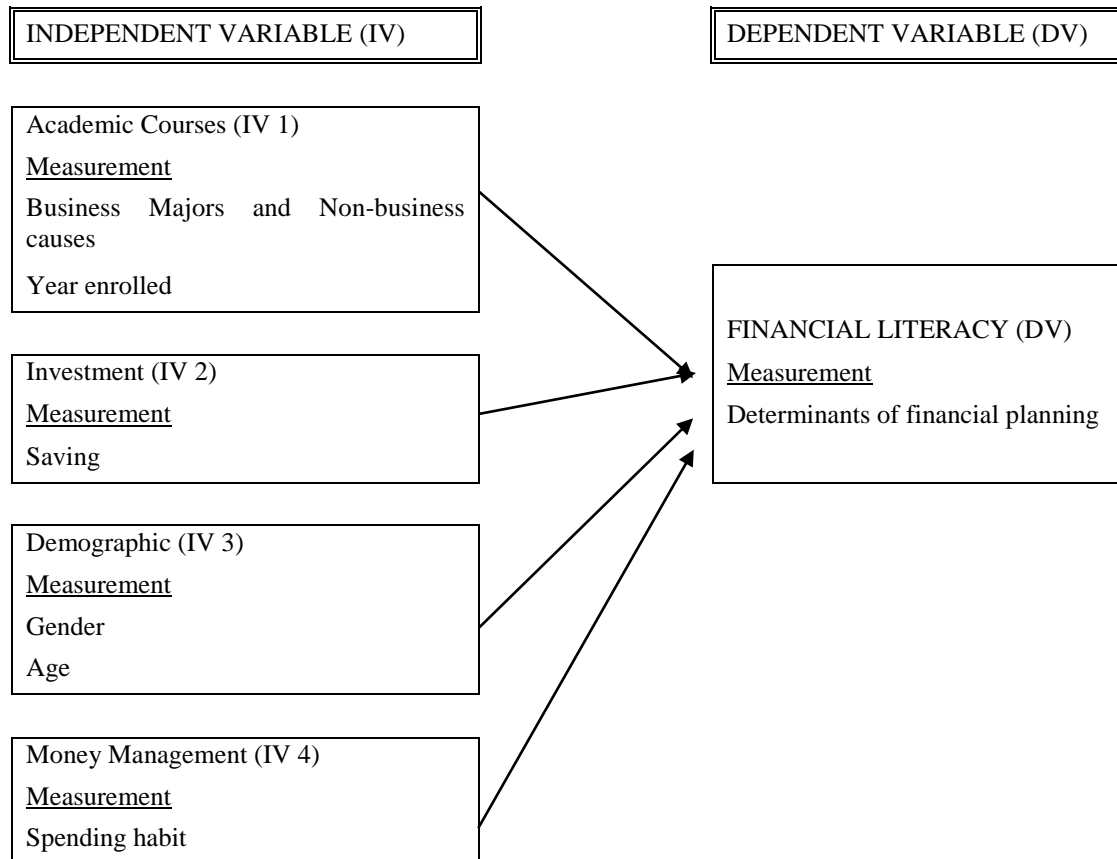 INDEPENDENT VARIABLE (IV)
DEPENDENT VARIABLE (DV)
Academic Courses (IV 1)
Measurement
Business Majors and Non-business
causes
Year enrolled
Investment (IV 2)
Measurement
Saving
Demographic (IV 3)
Measurement
Gender
Age
Money Management (IV 4)
Measurement
Spending habit
FINANCIAL LITERACY (DV)
Measurement
Determinants of financial planning